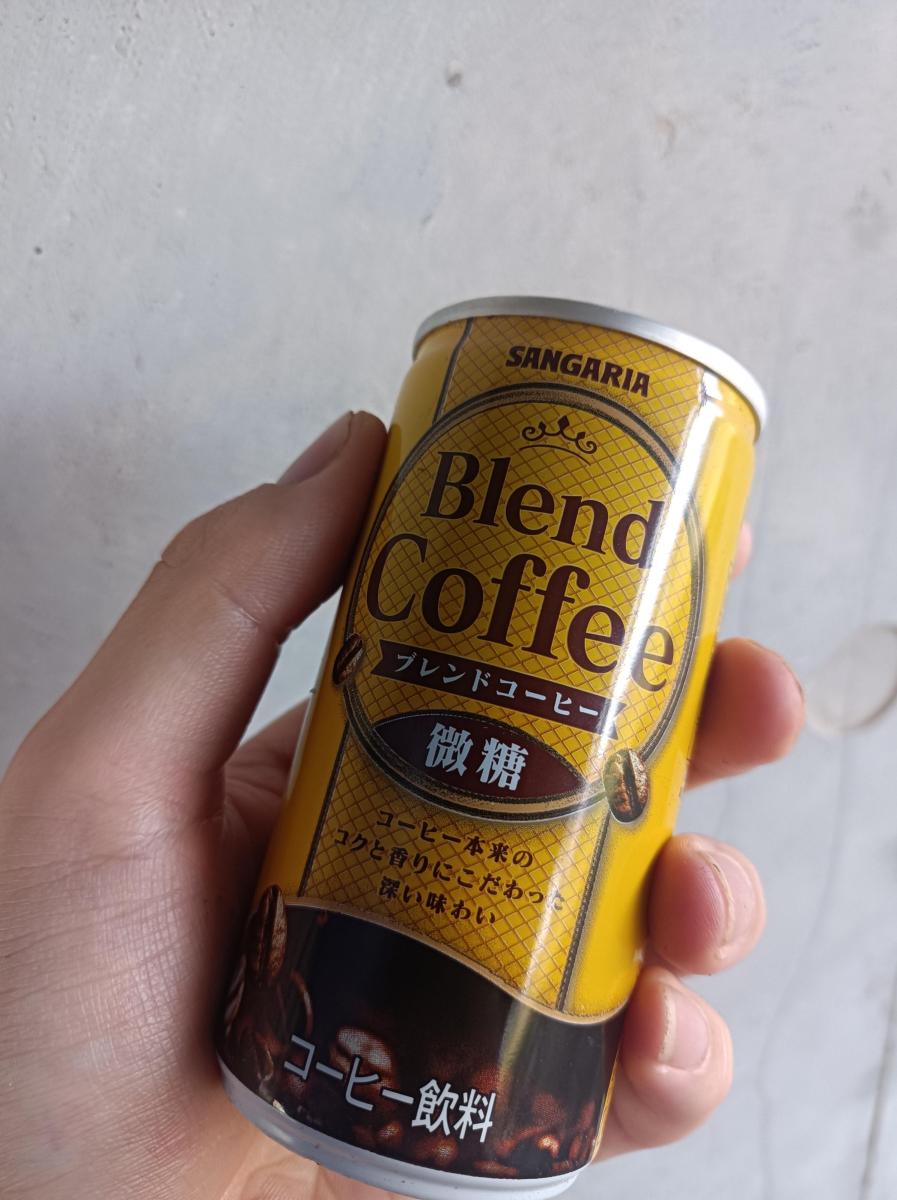 SANGARIA
Blend
Coffee
ブレンドコーヒー
微糖
コーヒー本来の
コクと香りにこだわった
深い味わい
コーヒー飲料